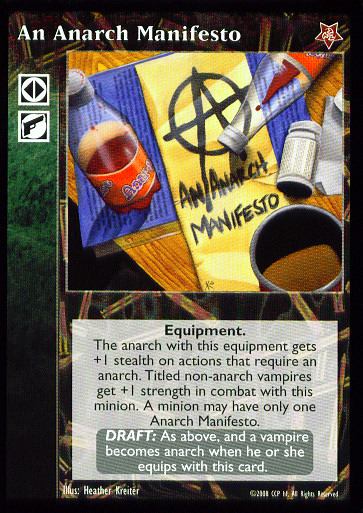 An Anarch Manifesto
AN ANARCH
MANIFESTO
Equipment.
The anarch with this equipment gets
+1 stealth on actions that require an
anarch. Titled non-anarch vampires
get +1 strength in combat with this
minion. A minion may have only one
Anarch Manifesto.
DRAFT: As above, and a vampire
becomes anarch when he or she
equips with this card.
Illus: Heather Kreiter
©2008 CCP hf. All Rights Reserved